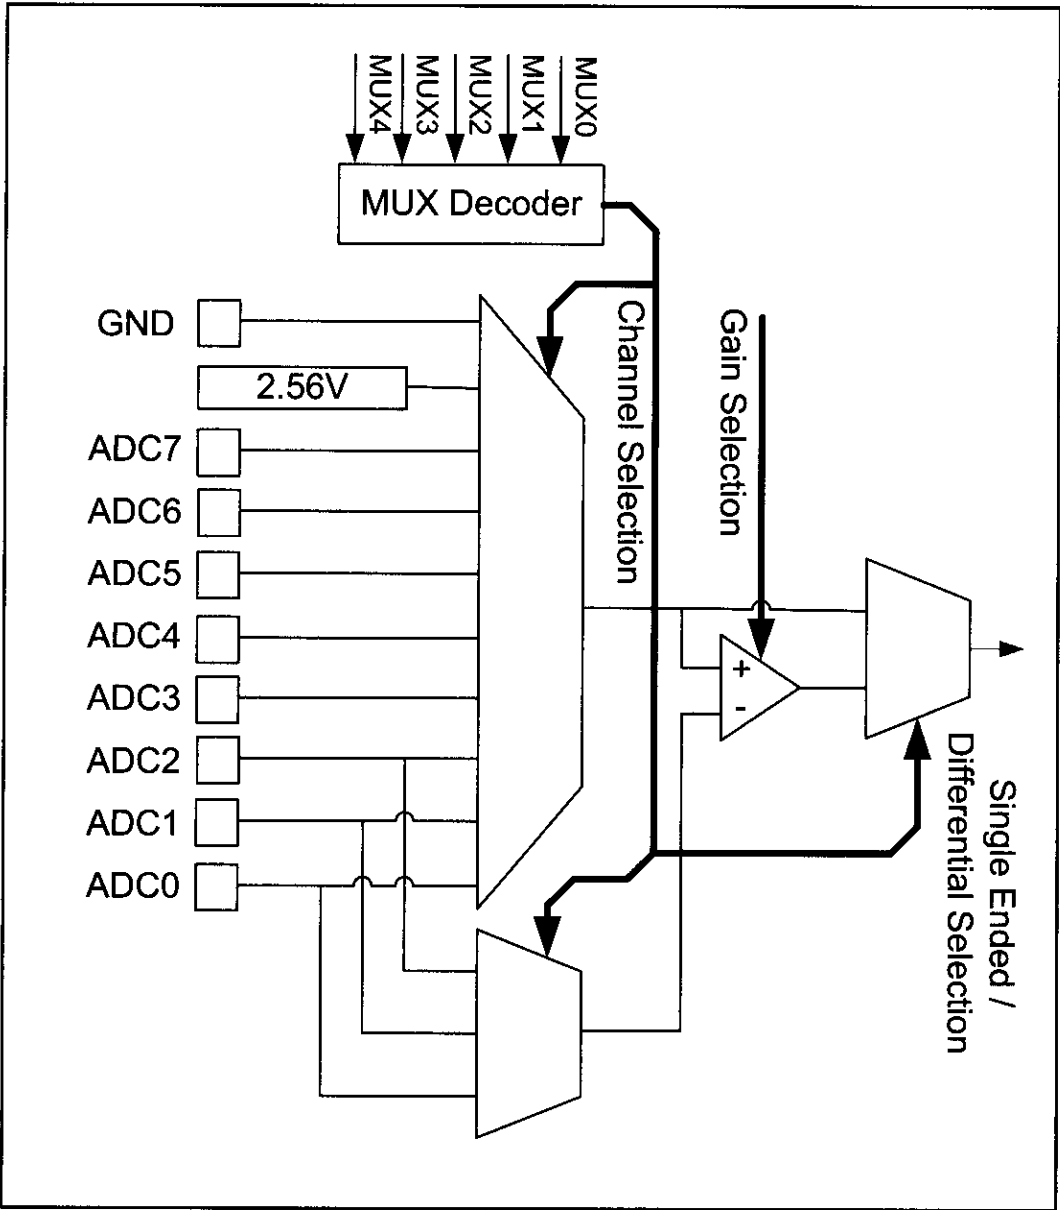 MUX0
MUX1
MUX2
MUX3
MUX4
MUX Decoder
GND
2.56V
ADC7
ADC6
ADC5
ADC4
ADC3
ADC2
ADC1
ADC0
Channel Selection
Gain Selection
+
-
Single Ended /
Differential Selection